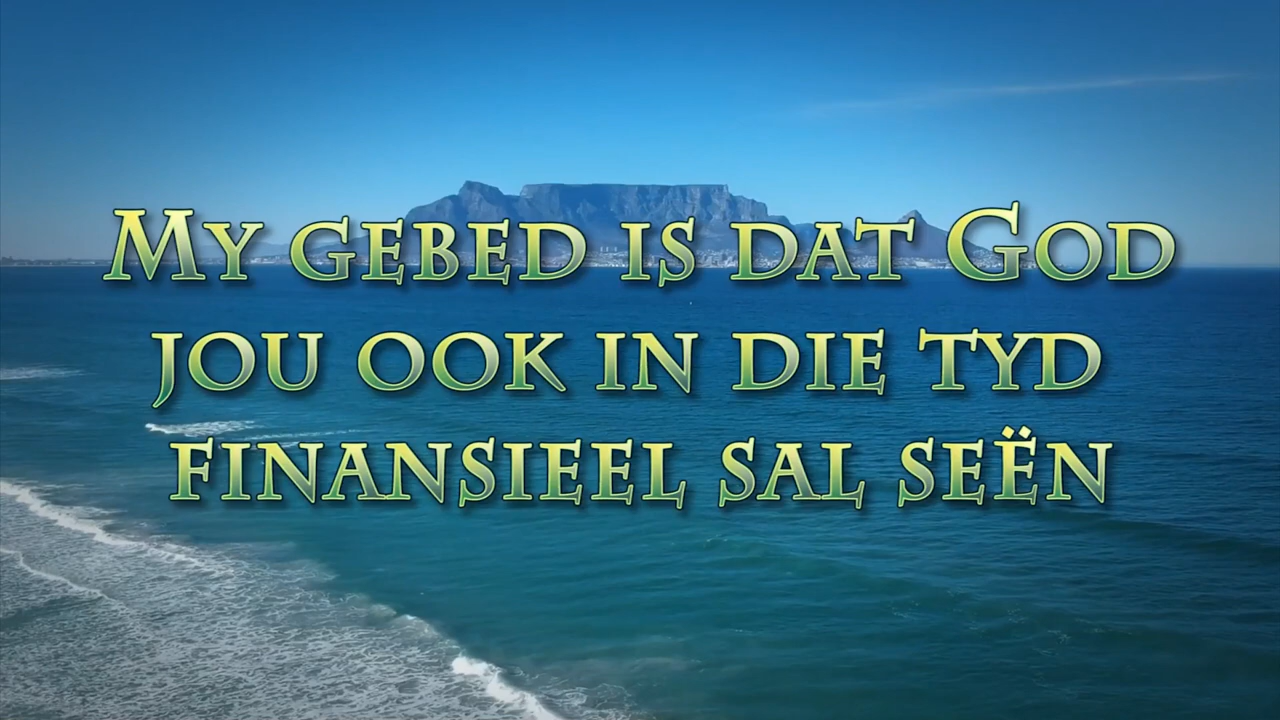 My gebed is dat God
jou ook in die tyd
finansieel sal seën